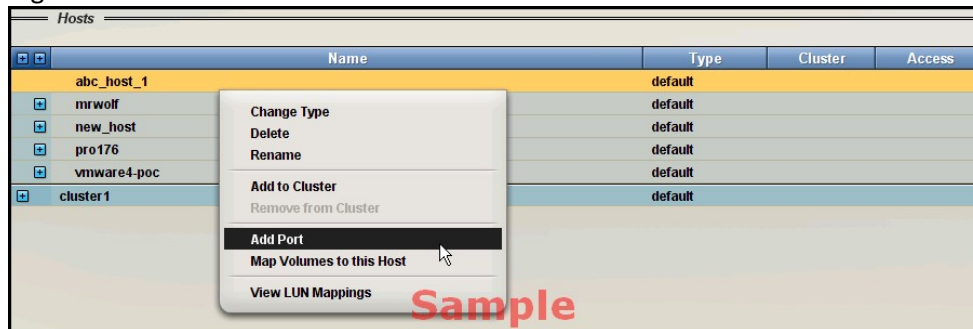 Hosts
Name Type Cluster Access
abc_host_1 default
mrwolf default
new_host default
pro176 default
vmware4-poc default
cluster1 default
Change Type
Delete
Rename
Add to Cluster
Remove from Cluster
Add Port
Map Volumes to this Host
View LUN Mappings
Sample